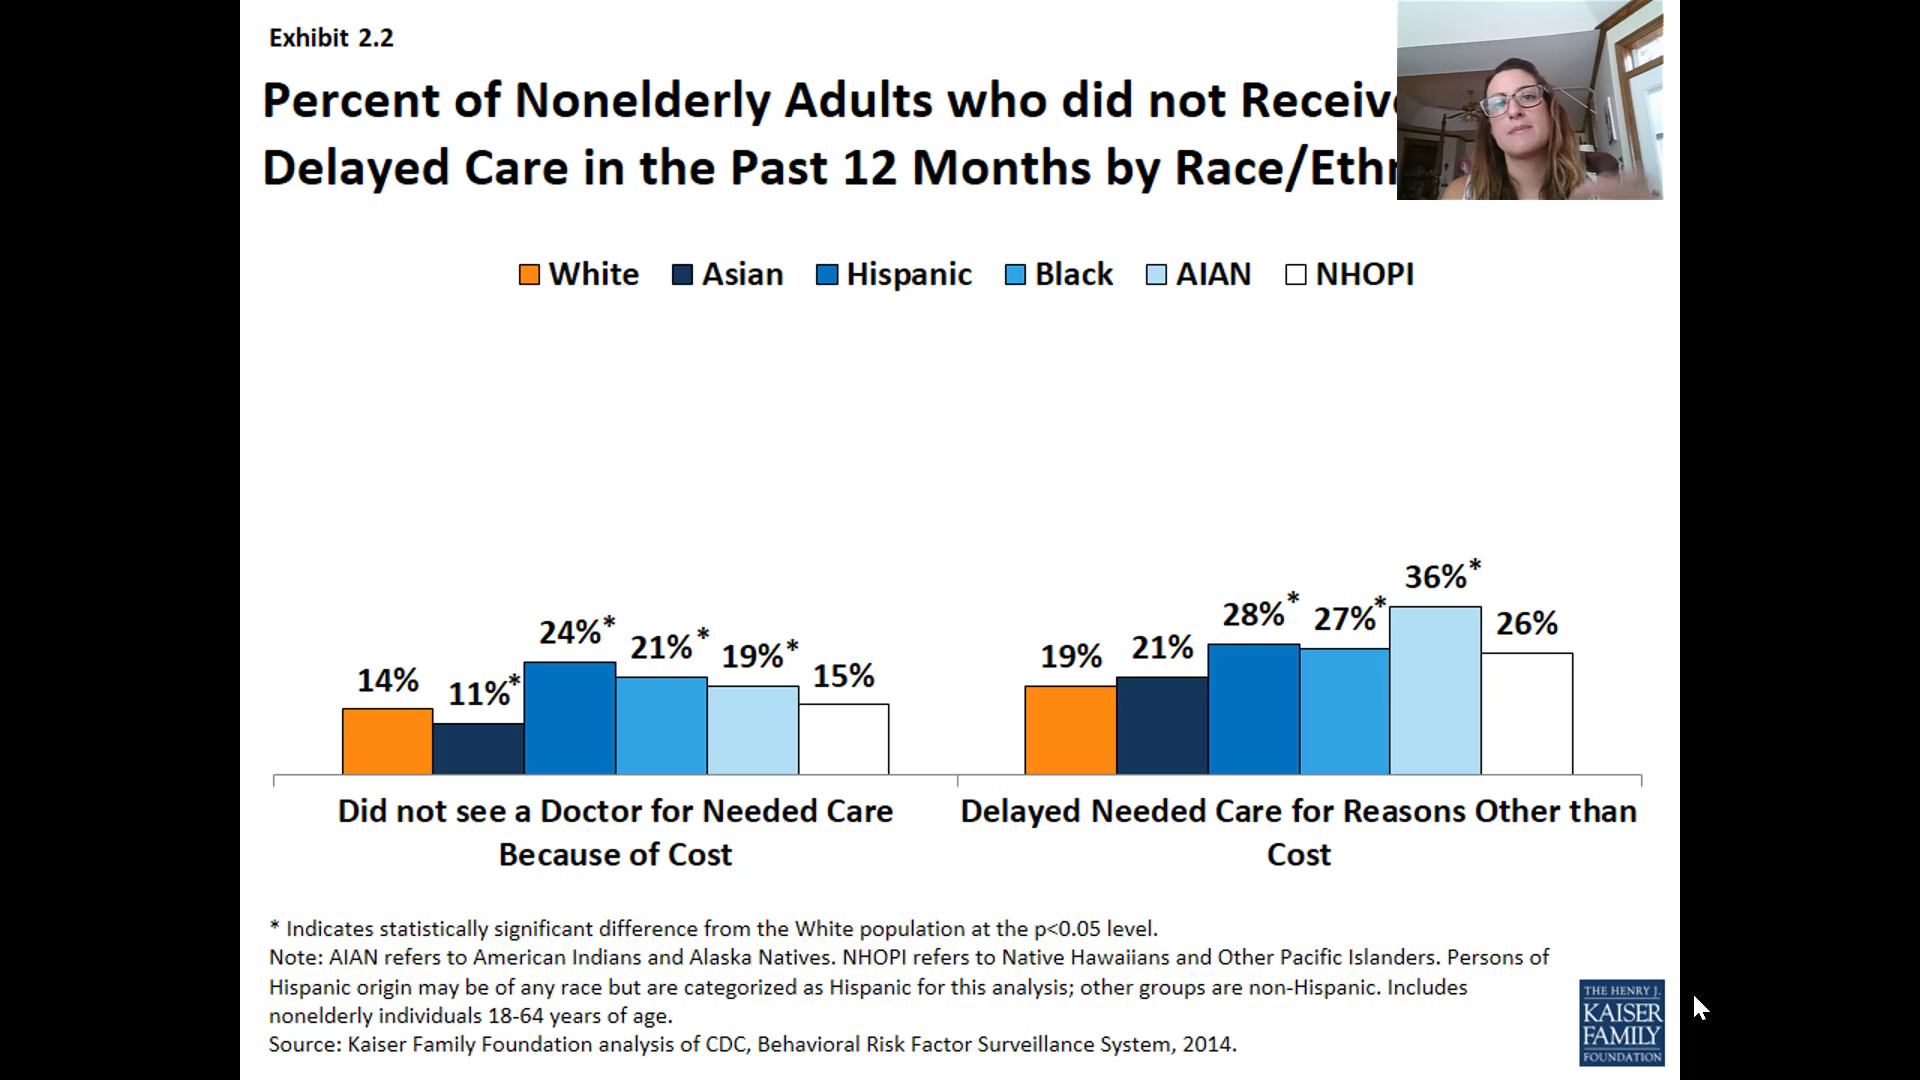 Exhibit 2.2
Percent of Nonelderly Adults who did not Receive
Delayed Care in the Past 12 Months by
White Asian Hispanic Black AIAN NHOPI
14% 11%* 24%* 21%* 19%* 15% 19% 21% 28%* 27%* 36%* 26%
Did not see a Doctor for Needed Care
Because of Cost
Delayed Needed Care for Reasons Other than
Cost
* Indicates statistically significant difference from the White population at the p<0.05 level.
Note: AIAN refers to American Indians and Alaska Natives. NHOPI refers to Native Hawaiians and Other Pacific Islanders. Persons of
Hispanic origin may be of any race but are categorized as Hispanic for this analysis; other groups are non-Hispanic. Includes
nonelderly individuals 18-64 years of age.
Source: Kaiser Family Foundation analysis of CDC, Behavioral Risk Factor Surveillance System, 2014.
THE HENRY J.
KAISER
FAMILY
FOUNDATION